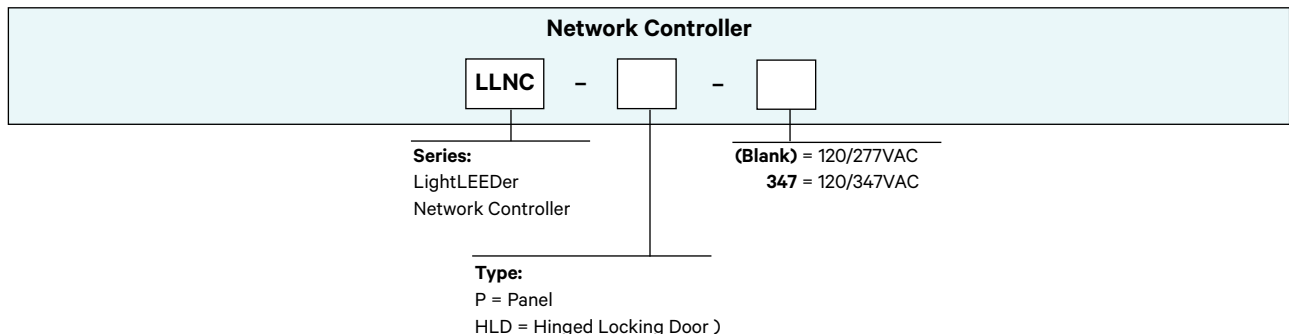 Network Controller
LLNC – –
Series:
LightLEEDer
Network Controller
(Blank) = 120/277VAC
347 = 120/347VAC
Type:
P = Panel
HLD = Hinged Locking Door )